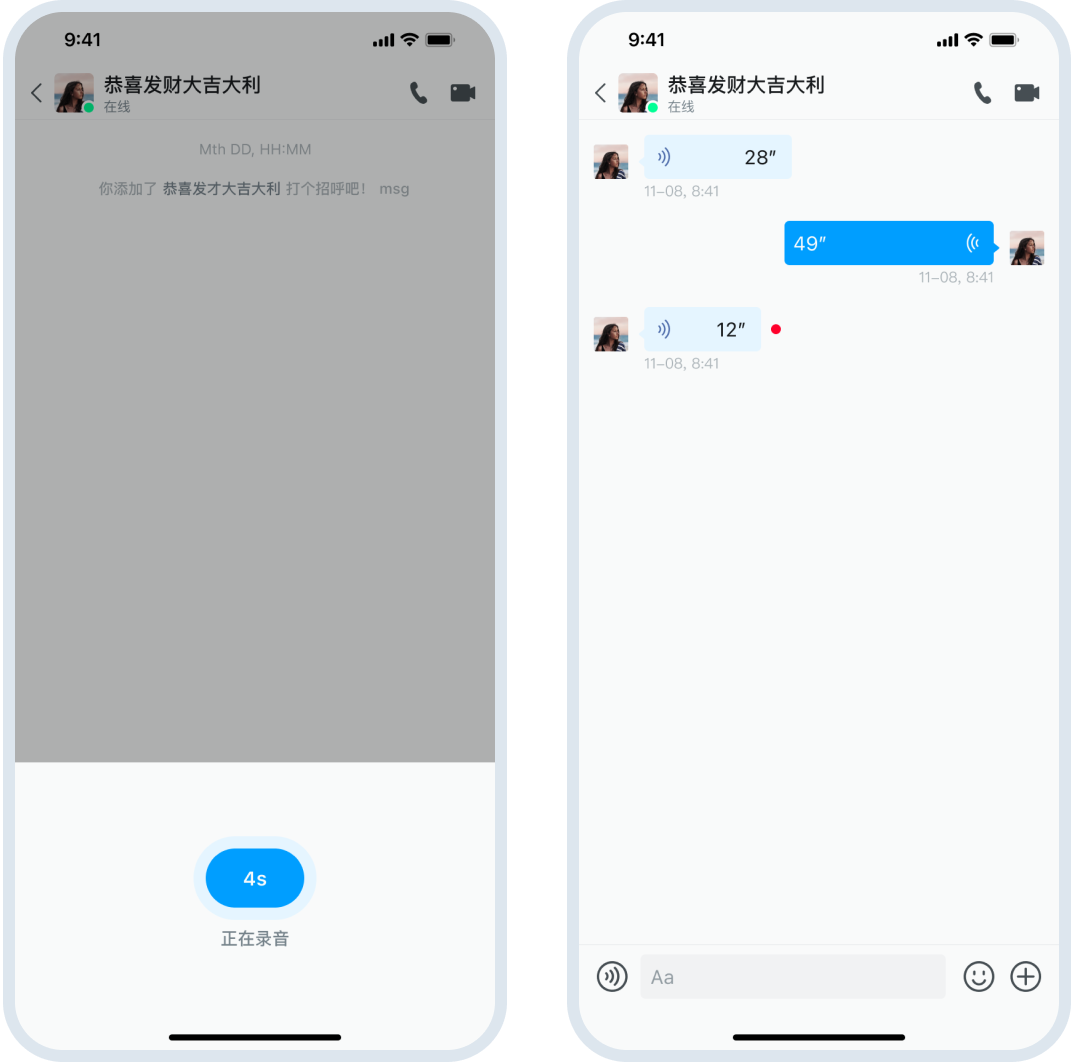 9:41
恭喜发财大吉大利
在线
Mth DD, HH:MM
你添加了 恭喜发才大吉大利 打个招呼吧！ msg
4s
正在录音
9:41
恭喜发财大吉大利
在线
28″
11–08, 8:41
49″
11–08, 8:41
12″
11–08, 8:41
Aa